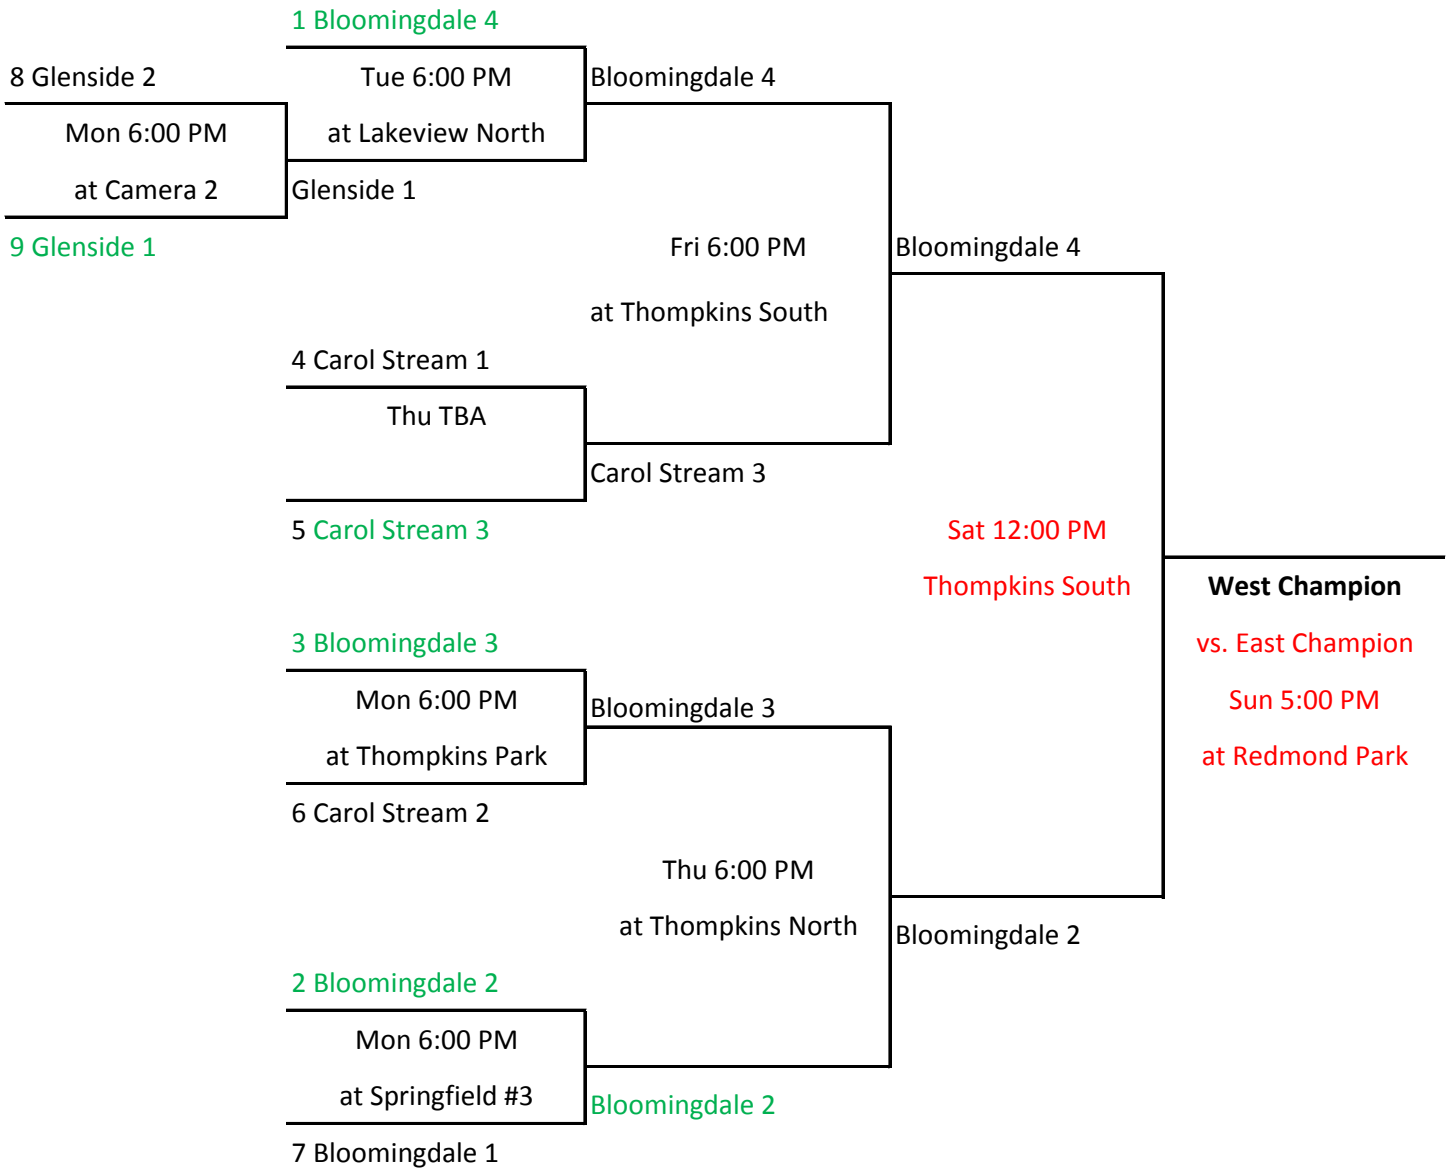 1 Bloomingdale 4
8 Glenside 2
Tue 6:00 PM
Bloomingdale 4
Mon 6:00 PM
at Lakeview North
at Camera 2
Glenside 1
9 Glenside 1
Fri 6:00 PM
Bloomingdale 4
at Thompkins South
4 Carol Stream 1
Thu TBA
Carol Stream 3
5 Carol Stream 3
Sat 12:00 PM
Thompkins South
West Champion
3 Bloomingdale 3
vs. East Champion
Mon 6:00 PM
Bloomingdale 3
Sun 5:00 PM
at Thompkins Park
at Redmond Park
6 Carol Stream 2
Thu 6:00 PM
at Thompkins North
Bloomingdale 2
2 Bloomingdale 2
Mon 6:00 PM
at Springfield #3
Bloomingdale 2
7 Bloomingdale 1